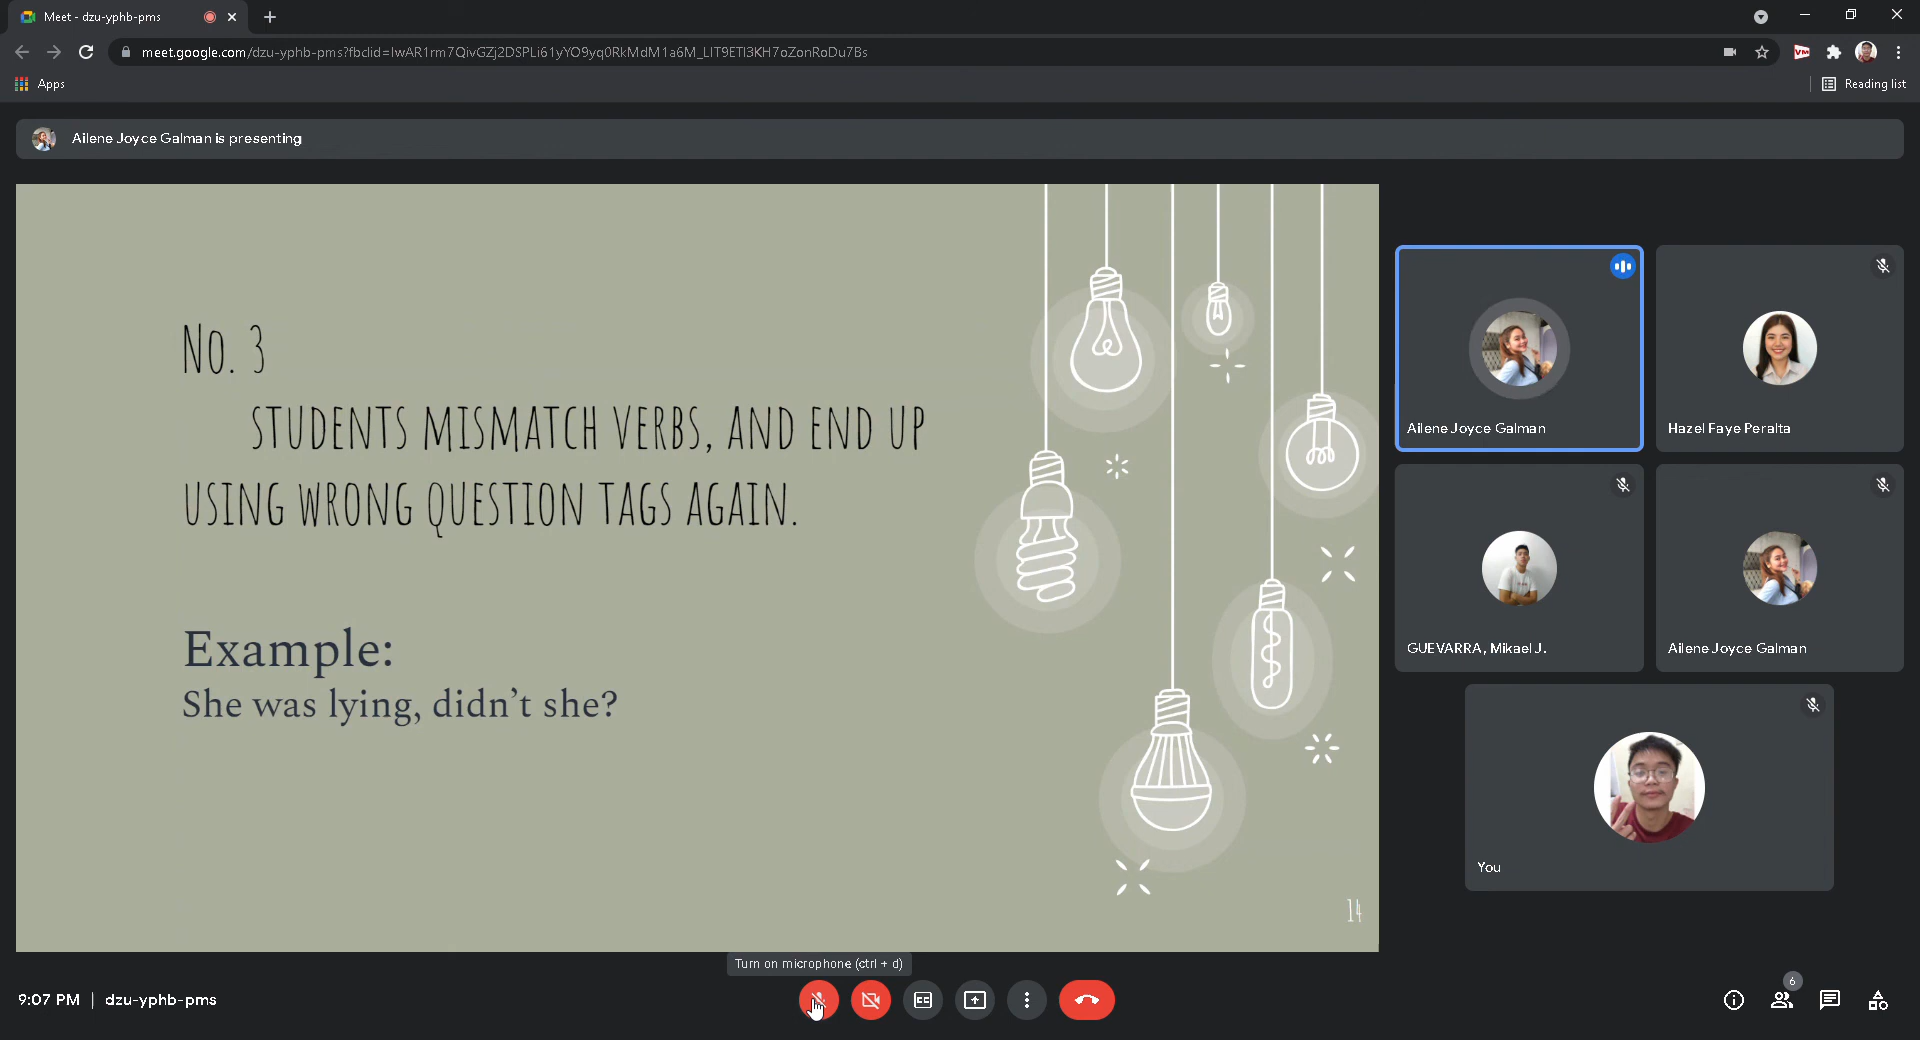 Meet - dzu-yphb-pms
meet.google.com/dzu-yphb-pms?fbclid=IwAR1rm7QivGZj2DSPLi61yYO9yq0RkMdM1a6M_LIT9ETI3KH7oZonRoDu7Bs
VM
Apps
Reading list
Ailene Joyce Galman is presenting
No. 3
STUDENTS MISMATCH VERBS, AND END UP
USING WRONG QUESTION TAGS AGAIN.
Example:
She was lying, didn’t she?
14
Ailene Joyce Galman
Hazel Faye Peralta
GUEVARRA, Mikael J.
Ailene Joyce Galman
You
Turn on microphone (ctrl + d)
9:07 PM | dzu-yphb-pms
6